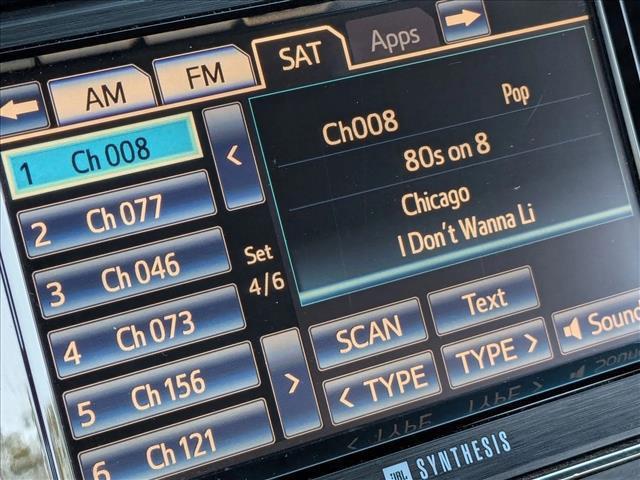 AM FM SAT Apps
1 Ch 008
2 Ch 077
3 Ch 046
4 Ch 073
5 Ch 156
6 Ch 121
<
Set
4/6
>
Ch008 Pop
80s on 8
Chicago
I Don't Wanna Li
SCAN Text
< TYPE TYPE > Sound
JBL SYNTHESIS